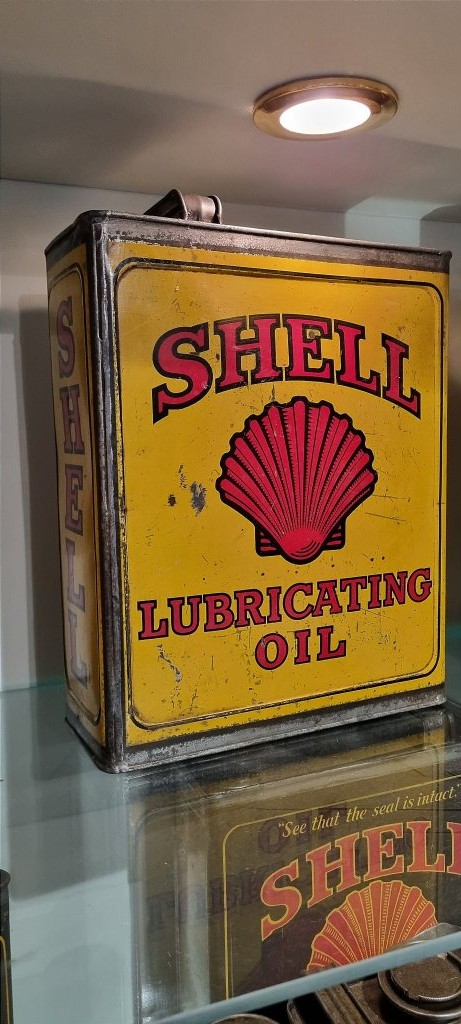 SHELL
SHELL
LUBRICATING
OIL
"See that the seal is intact."
SHELL